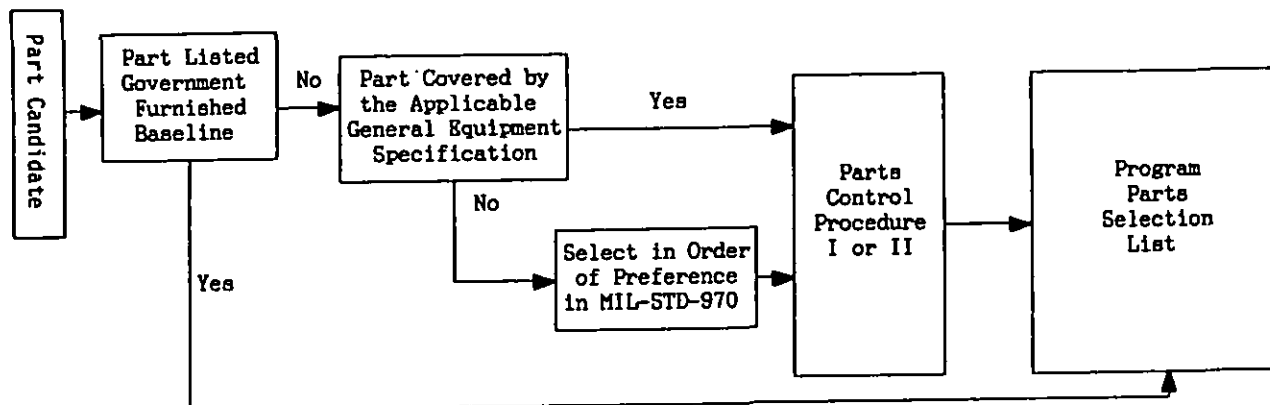 Part Candidate
Part Listed
Government
Furnished
Baseline
No
Part Covered by
the Applicable
General Equipment
Specification
Yes
No
Select in Order
of Preference
in MIL-STD-970
Yes
Parts
Control
Procedure
I or II
Program
Parts
Selection
List